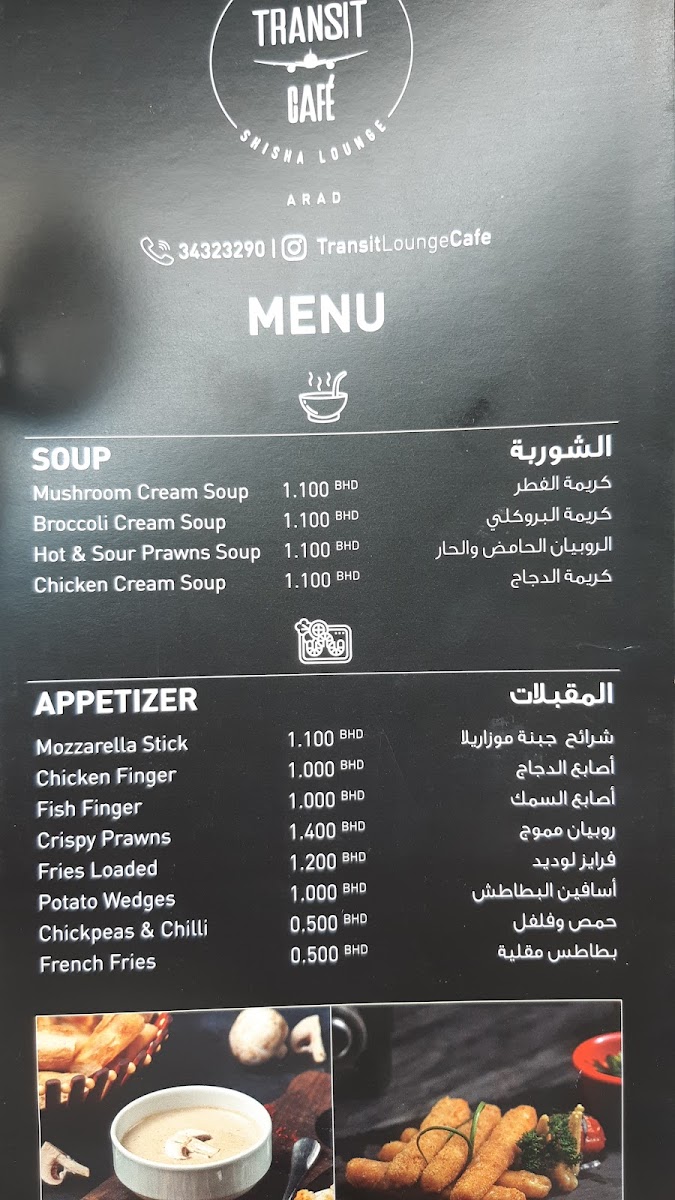 TRANSIT
CAFÉ
SHISHA LOUNGE
ARAD
34323290 | TransitLoungeCafe
MENU
SOUP الشوربة
Mushroom Cream Soup 1.100 BHD كريمة الفطر
Broccoli Cream Soup 1.100 BHD كريمة البروكلي
Hot & Sour Prawns Soup 1.100 BHD الروبيان الحامض والحار
Chicken Cream Soup 1.100 BHD كريمة الدجاج
APPETIZER المقبلات
Mozzarella Stick 1.100 BHD شرائح جبنة موزاريلا
Chicken Finger 1.000 BHD أصابع الدجاج
Fish Finger 1.000 BHD أصابع السمك
Crispy Prawns 1.400 BHD روبيان مموج
Fries Loaded 1.200 BHD فرايز لوديد
Potato Wedges 1.000 BHD أسافين البطاطش
Chickpeas & Chilli 0.500 BHD حمص وفلفل
French Fries 0.500 BHD بطاطس مقلية